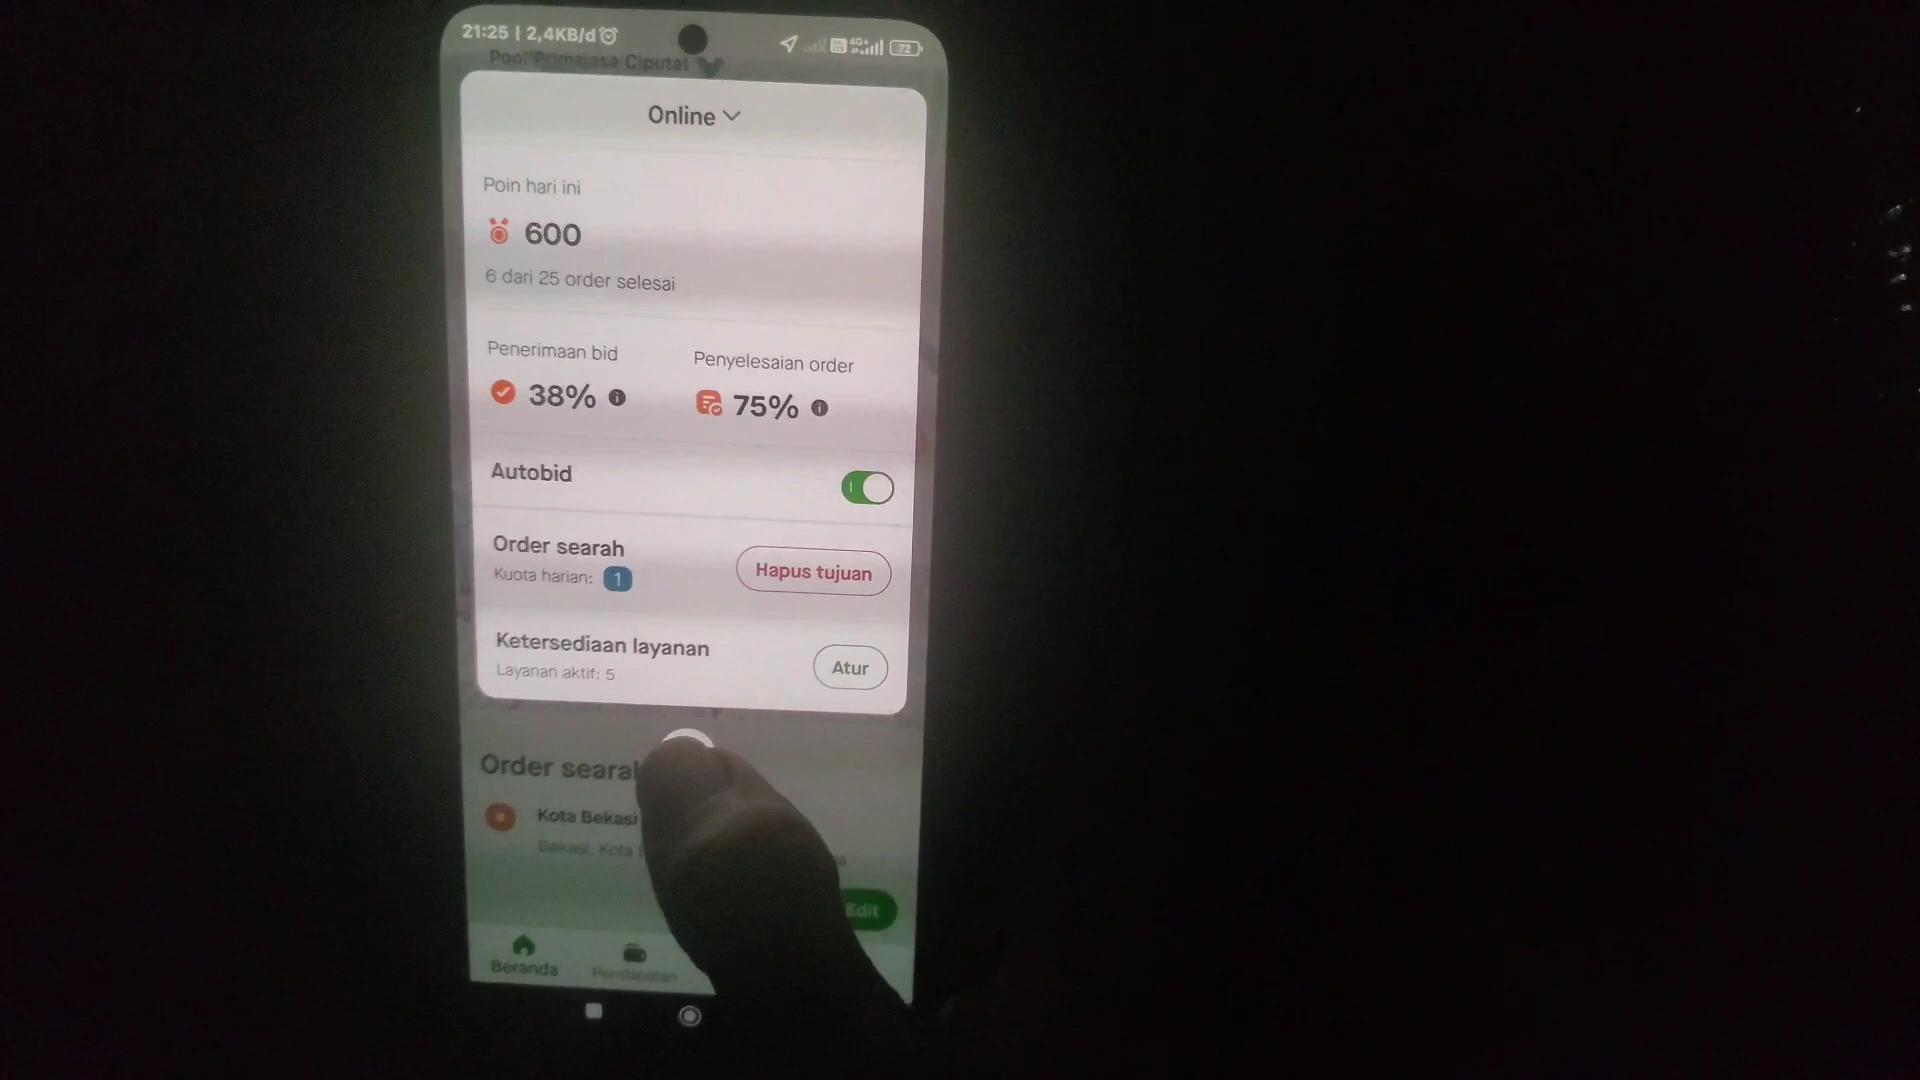 21:25 | 2,4KB/d
4G+
72
Pool Primajasa Ciputat
Online
Poin hari ini
600
6 dari 25 order selesai
Penerimaan bid
Penyelesaian order
38%
75%
Autobid
Order searah
Kuota harian: 1
Hapus tujuan
Ketersediaan layanan
Layanan aktif: 5
Atur
Order searah
Kota Bekasi
Bekasi, Kota
Edit
Beranda
Pendapatan